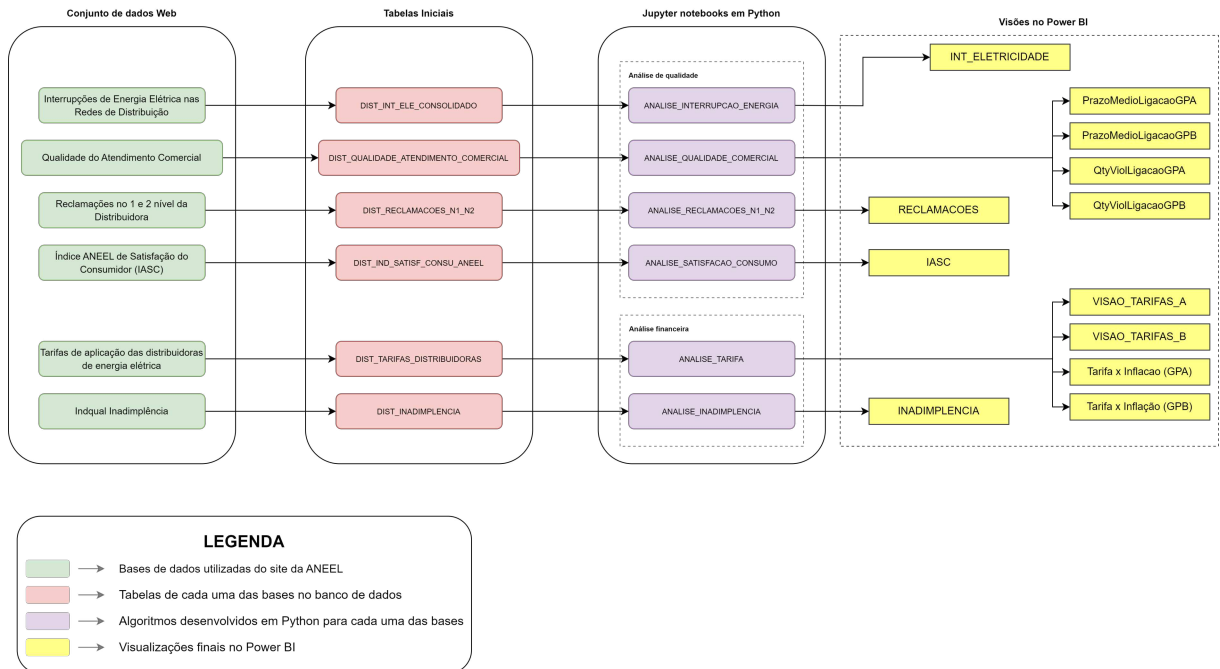 Conjunto de dados Web
Tabelas Iniciais
Jupyter notebooks em Python
Visões no Power BI
Análise de qualidade
INT_ELETRICIDADE
Interrupções de Energia Elétrica nas
Redes de Distribuição
DIST_INT_ELE_CONSOLIDADO
ANALISE_INTERRUPCAO_ENERGIA
PrazoMedioLigacaoGPA
PrazoMedioLigacaoGPB
Qualidade do Atendimento Comercial
DIST_QUALIDADE_ATENDIMENTO_COMERCIAL
ANALISE_QUALIDADE_COMERCIAL
QtyViolLigacaoGPA
QtyViolLigacaoGPB
Reclamações no 1 e 2 nível da
Distribuidora
DIST_RECLAMACOES_N1_N2
ANALISE_RECLAMACOES_N1_N2
RECLAMACOES
Índice ANEEL de Satisfação do
Consumidor (IASC)
DIST_IND_SATISF_CONSU_ANEEL
ANALISE_SATISFACAO_CONSUMO
IASC
Análise financeira
VISAO_TARIFAS_A
VISAO_TARIFAS_B
Tarifas de aplicação das distribuidoras
de energia elétrica
DIST_TARIFAS_DISTRIBUIDORAS
ANALISE_TARIFA
Tarifa x Inflacao (GPA)
Tarifa x Inflação (GPB)
Indqual Inadimplência
DIST_INADIMPLENCIA
ANALISE_INADIMPLENCIA
INADIMPLENCIA
LEGENDA
Bases de dados utilizadas do site da ANEEL
Tabelas de cada uma das bases no banco de dados
Algoritmos desenvolvidos em Python para cada uma das bases
Visualizações finais no Power BI